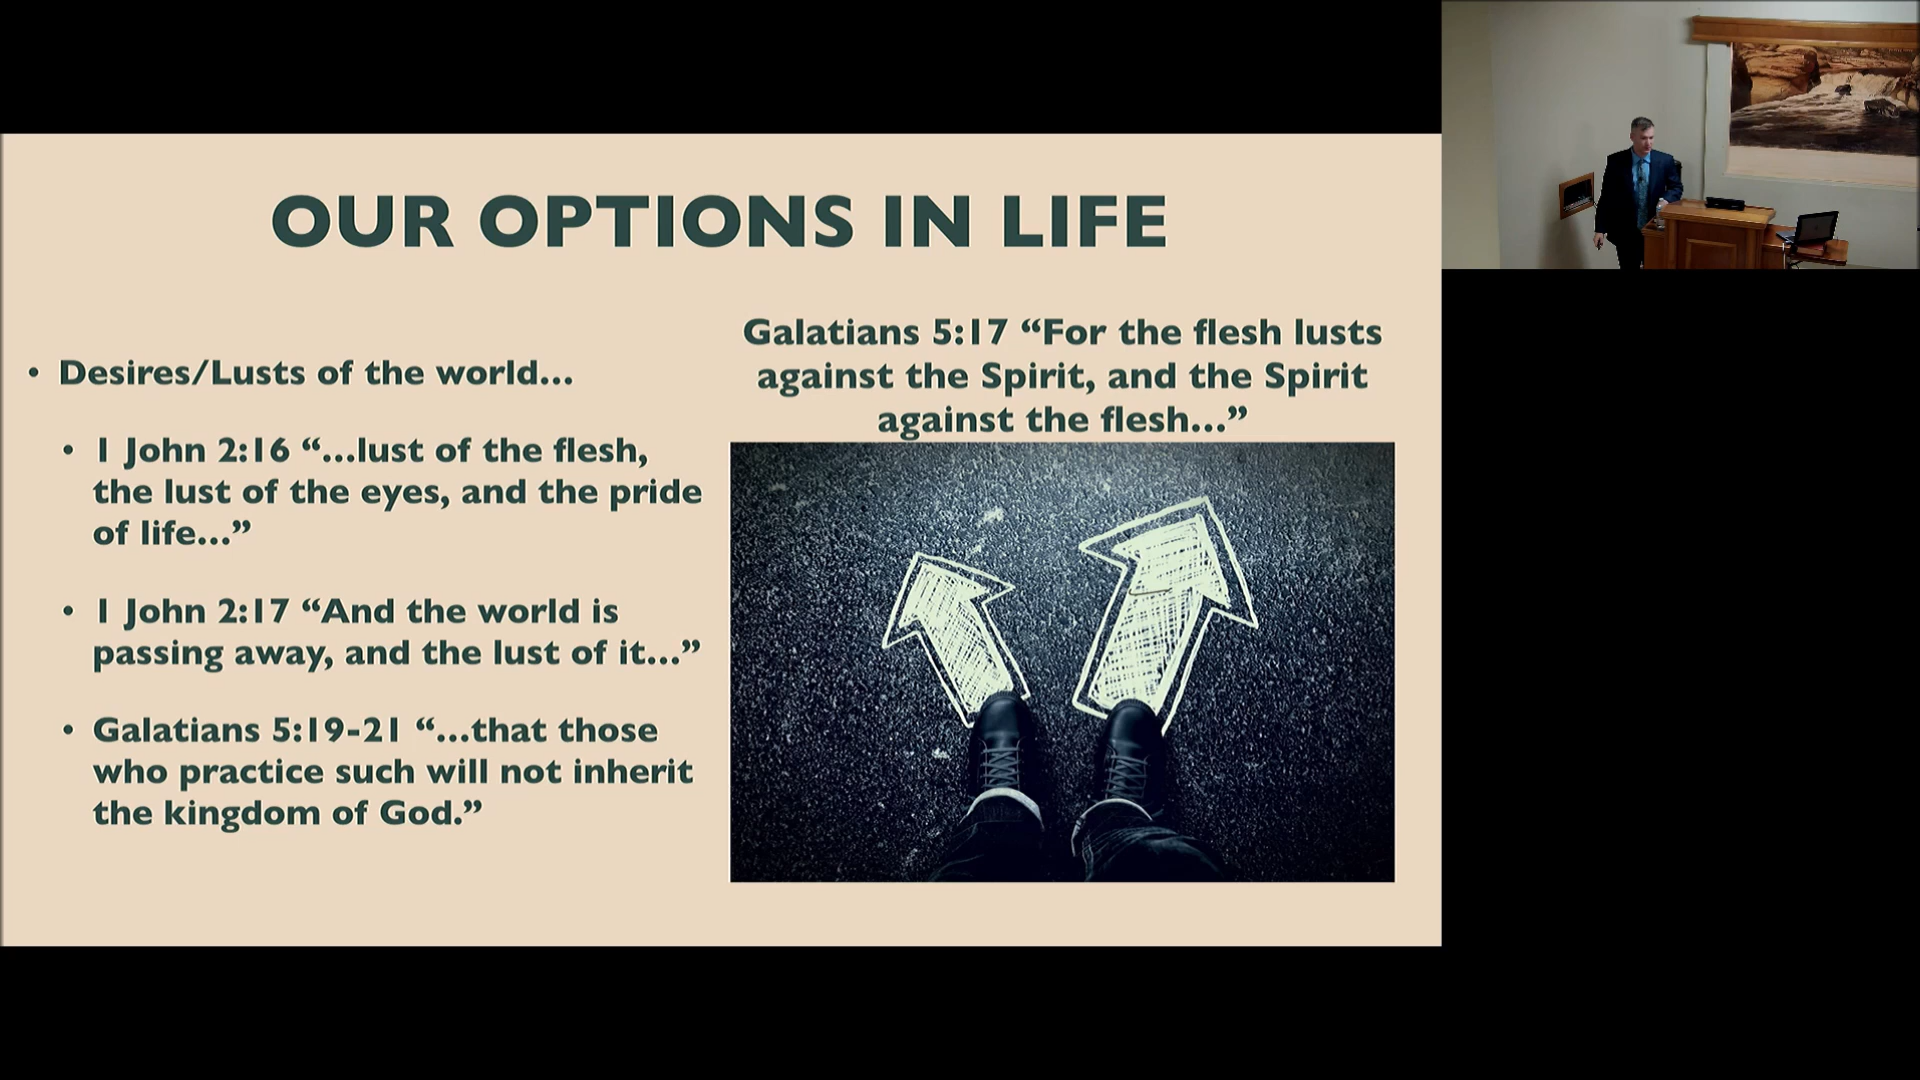 OUR OPTIONS IN LIFE
• Desires/Lusts of the world...
• 1 John 2:16 “...lust of the flesh,
the lust of the eyes, and the pride
of life...”
• 1 John 2:17 “And the world is
passing away, and the lust of it...”
• Galatians 5:19-21 “...that those
who practice such will not inherit
the kingdom of God.”
Galatians 5:17 “For the flesh lusts
against the Spirit, and the Spirit
against the flesh...”